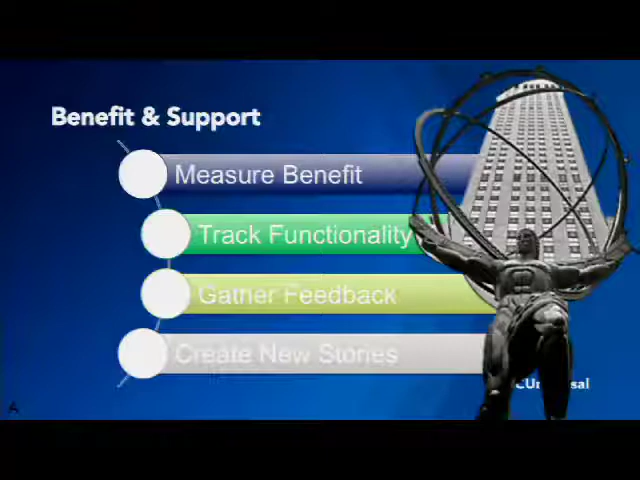 Benefit & Support
Measure Benefit
Track Functionality
Gather Feedback
Create New Stories
A